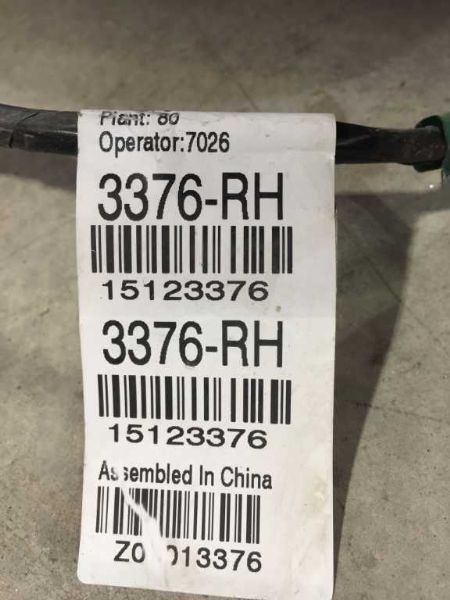 Plant: 80
Operator:7026
3376-RH
15123376
3376-RH
15123376
Assembled In China